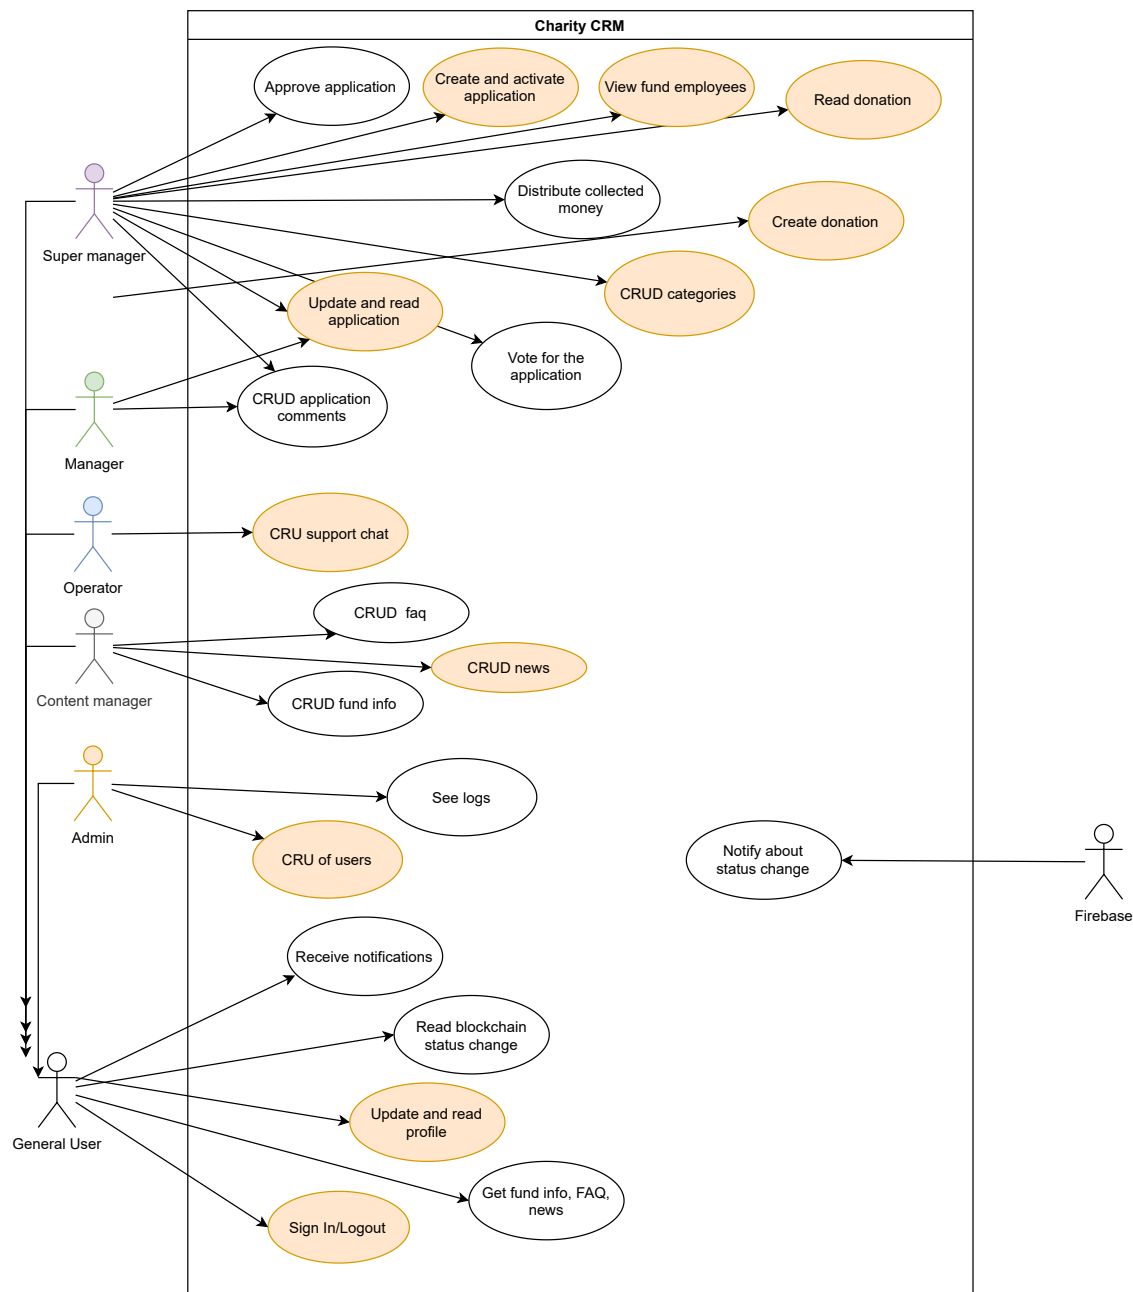 Charity CRM
Approve application
Create and activate
application
View fund employees
Read donation
Distribute collected
money
Create donation
Super manager
CRUD categories
Update and read
application
Vote for the
application
CRUD application
comments
Manager
CRU support chat
Operator
CRUD  faq
CRUD news
Content manager
CRUD fund info
Admin
See logs
CRU of users
Notify about
status change
Firebase
Receive notifications
Read blockchain
status change
Update and read
profile
General User
Get fund info, FAQ,
news
Sign In/Logout